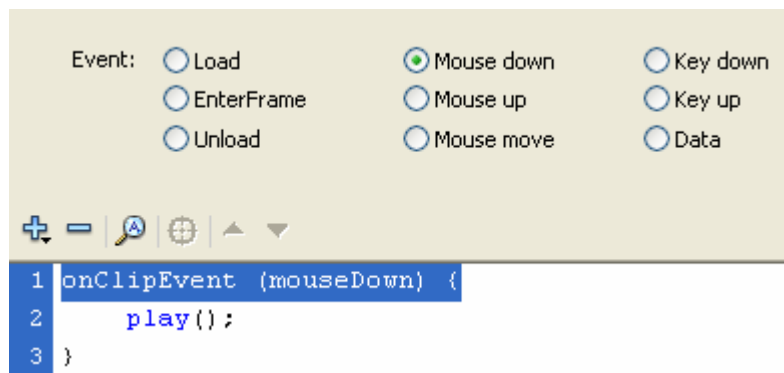 Event: Load Mouse down Key down
EnterFrame Mouse up Key up
Unload Mouse move Data
1 onClipEvent (mouseDown) {
2 play();
3 }